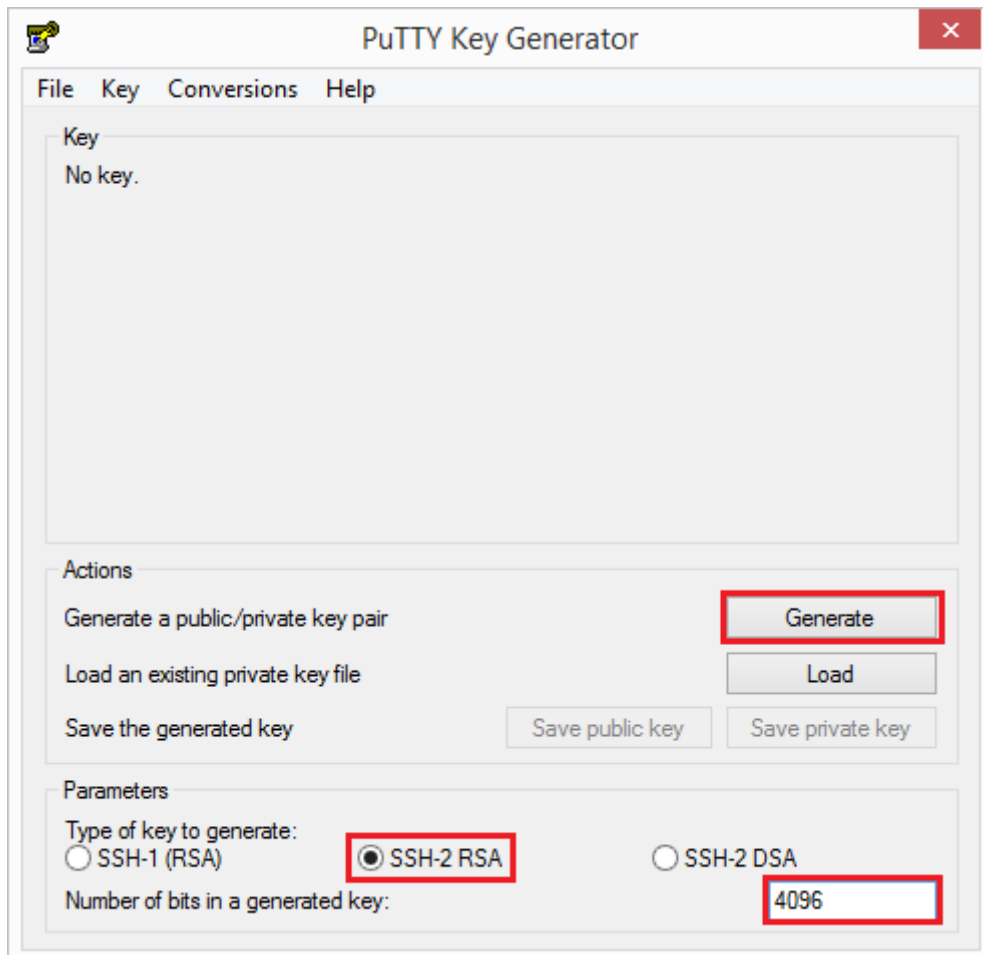 PuTTY Key Generator
File Key Conversions Help
Key
No key.
Actions
Generate a public/private key pair Generate
Load an existing private key file Load
Save the generated key Save public key Save private key
Parameters
Type of key to generate:
SSH-1 (RSA) SSH-2 RSA SSH-2 DSA
Number of bits in a generated key: 4096